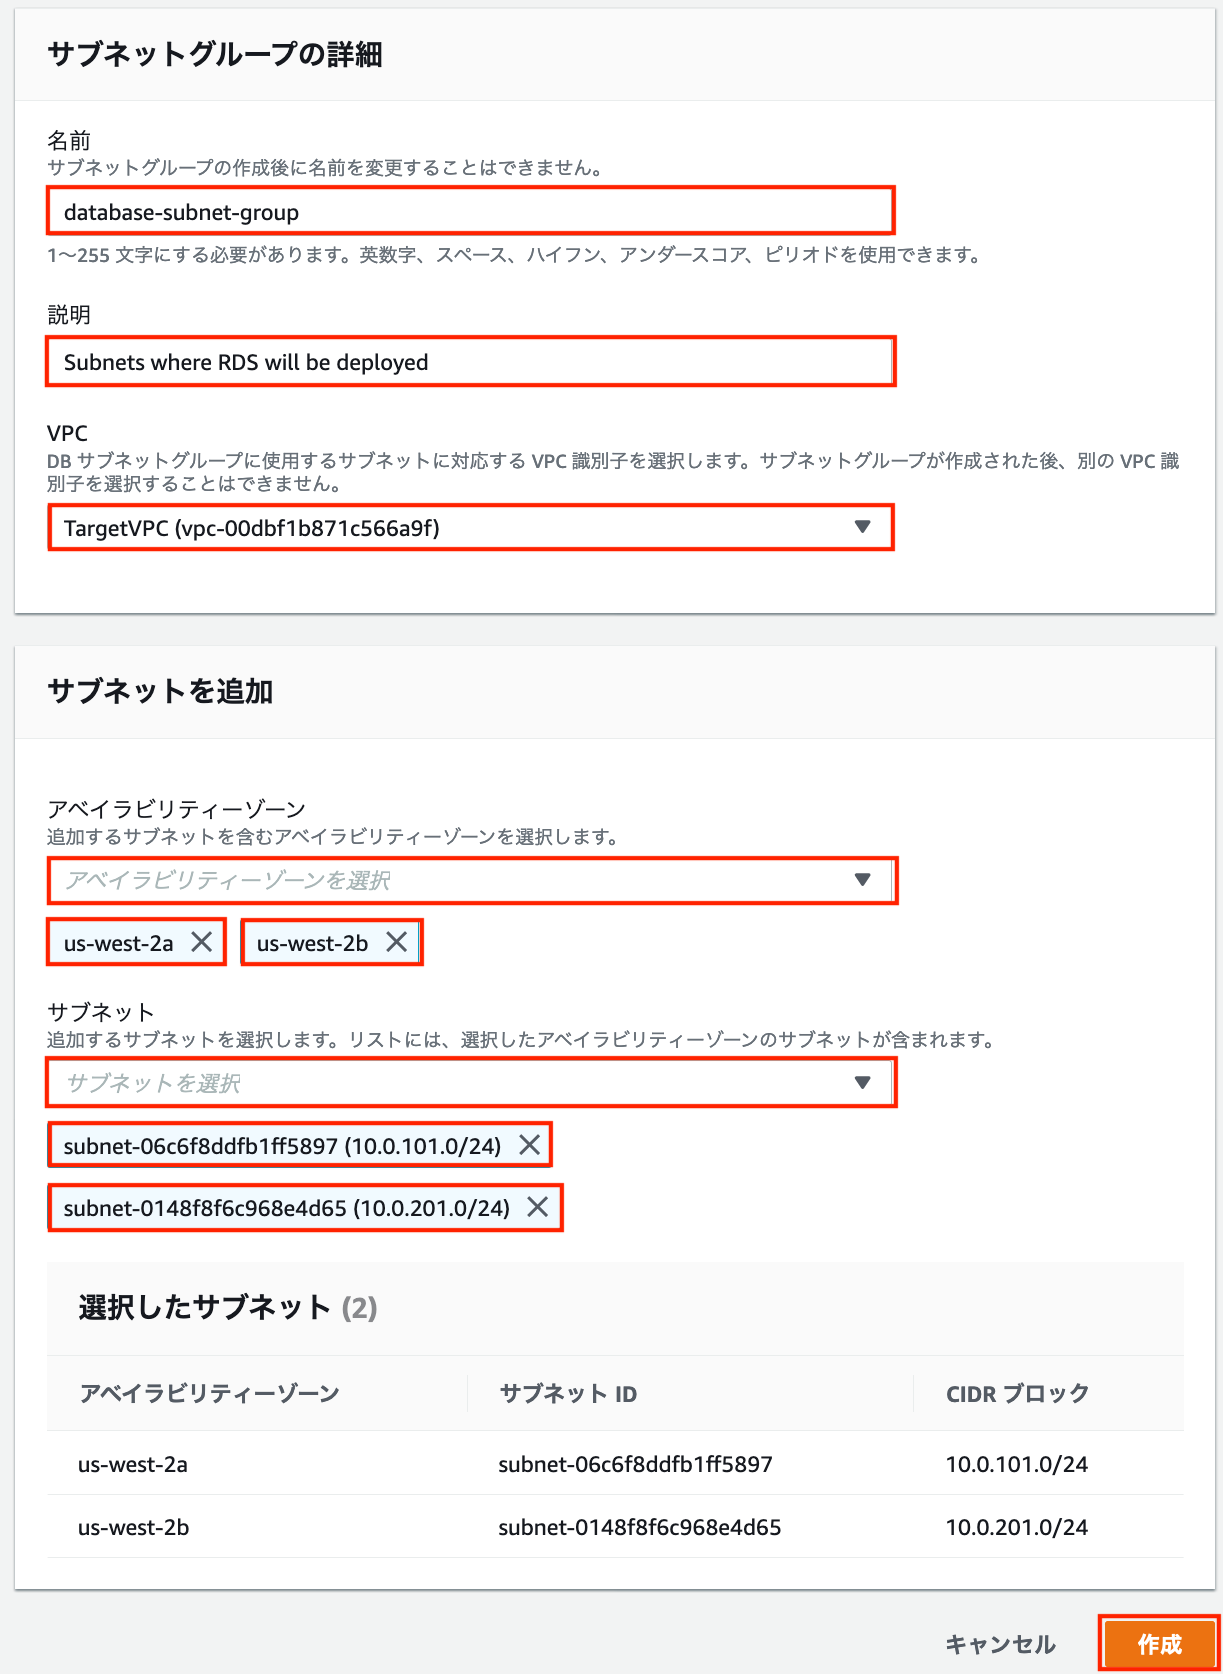 サブネットグループの詳細
名前
サブネットグループの作成後に名前を変更することはできません。
database-subnet-group
1〜255 文字にする必要があります。英数字、スペース、ハイフン、アンダースコア、ピリオドを使用できます。
説明
Subnets where RDS will be deployed
VPC
DB サブネットグループに使用するサブネットに対応する VPC 識別子を選択します。サブネットグループが作成された後、別の VPC 識
別子を選択することはできません。
TargetVPC (vpc-00dbf1b871c566a9f)
サブネットを追加
アベイラビリティーゾーン
追加するサブネットを含むアベイラビリティーゾーンを選択します。
アベイラビリティーゾーンを選択
us-west-2a us-west-2b
サブネット
追加するサブネットを選択します。リストには、選択したアベイラビリティーゾーンのサブネットが含まれます。
サブネットを選択
subnet-06c6f8ddfb1ff5897 (10.0.101.0/24)
subnet-0148f8f6c968e4d65 (10.0.201.0/24)
選択したサブネット (2)
アベイラビリティーゾーン サブネット ID CIDR ブロック
us-west-2a subnet-06c6f8ddfb1ff5897 10.0.101.0/24
us-west-2b subnet-0148f8f6c968e4d65 10.0.201.0/24
キャンセル 作成